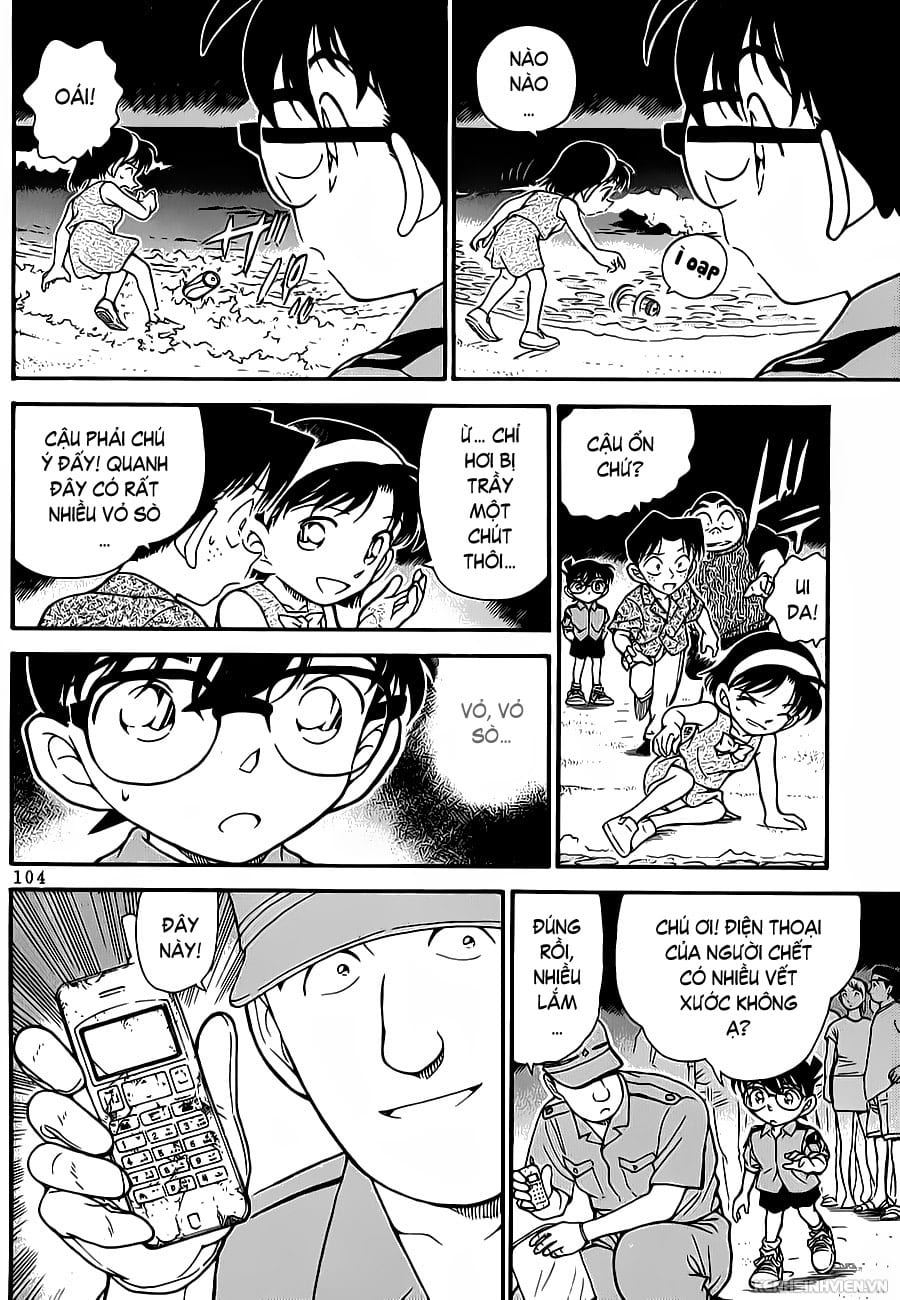 NÀO
NÀO
...
i oap
OÁI!
CẬU ỔN
CHỨ?
UI
DA!
Ừ... CHỈ
HƠI BỊ
TRẦY
MỘT
CHÚT
THÔI...
CẬU PHẢI CHÚ
Ý ĐẤY! QUANH
ĐÂY CÓ RẤT
NHIỀU VỎ SÒ
...
VỎ, VỎ
SÒ...
104
CHÚ ƠI! ĐIỆN THOẠI
CỦA NGƯỜI CHẾT
CÓ NHIỀU VẾT
XƯỚC KHÔNG
Ạ?
ĐÚNG
RỒI,
NHIỀU
LẮM
...
ĐÂY
NÀY!